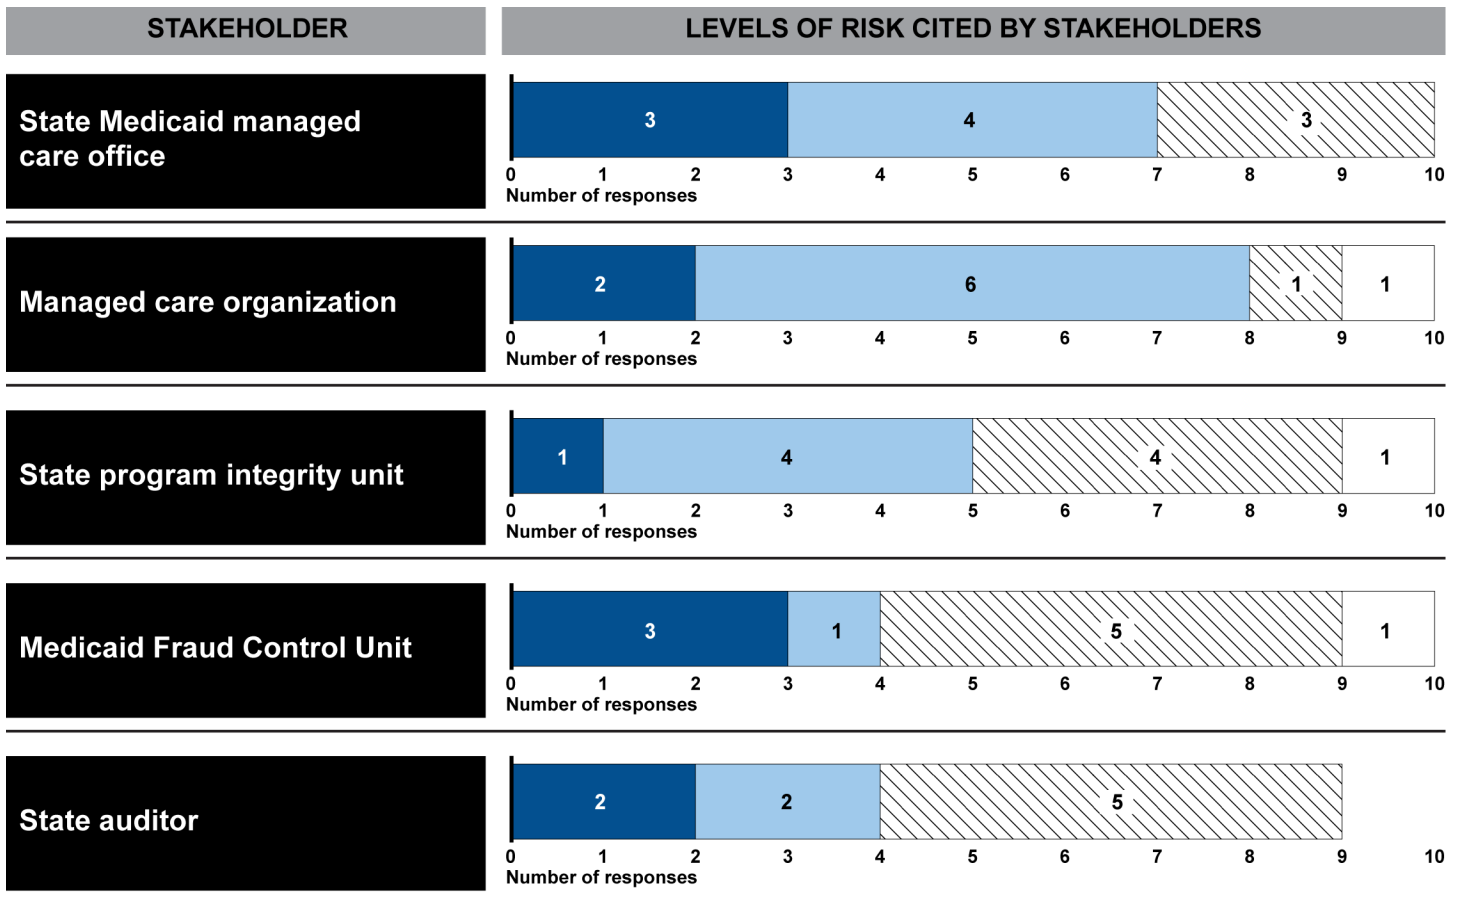 STAKEHOLDER
LEVELS OF RISK CITED BY STAKEHOLDERS
State Medicaid managed
care office
3 4 3
0 1 2 3 4 5 6 7 8 9 10
Number of responses
Managed care organization
2 6 1 1
0 1 2 3 4 5 6 7 8 9 10
Number of responses
State program integrity unit
1 4 4 1
0 1 2 3 4 5 6 7 8 9 10
Number of responses
Medicaid Fraud Control Unit
3 1 5 1
0 1 2 3 4 5 6 7 8 9 10
Number of responses
State auditor
2 2 5
0 1 2 3 4 5 6 7 8 9 10
Number of responses